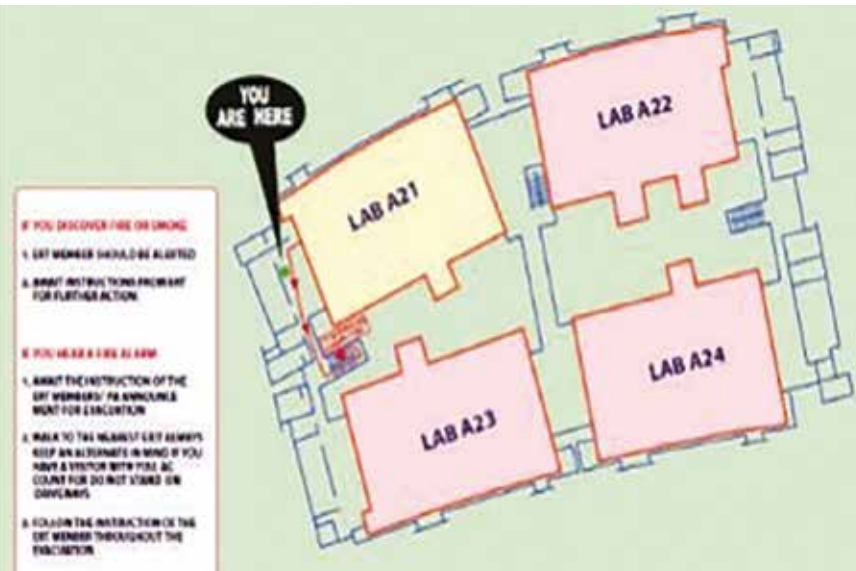 YOU
ARE HERE
LAB A22
LAB A21
LAB A24
LAB A23
IF YOU DISCOVER FIRE OR SMOKE
1. ERT MEMBER SHOULD BE ALERTED
2. AWAIT INSTRUCTIONS FROM ERT
FOR FURTHER ACTION
IF YOU HEAR A FIRE ALARM
1. AWAIT THE INSTRUCTION OF THE
ERT MEMBERS/ PA ANNOUNCE
MENT FOR EVACUATION
2. WALK TO THE NEAREST EXIT ALWAYS
KEEP AN ALTERNATE IN MIND IF YOU
HAVE A VISITOR WITH YOU, AC
COUNT FOR DO NOT STAND ON
DRIVEWAYS
3. FOLLOW THE INSTRUCTION OF THE
ERT MEMBER THROUGHOUT THE
EVACUATION